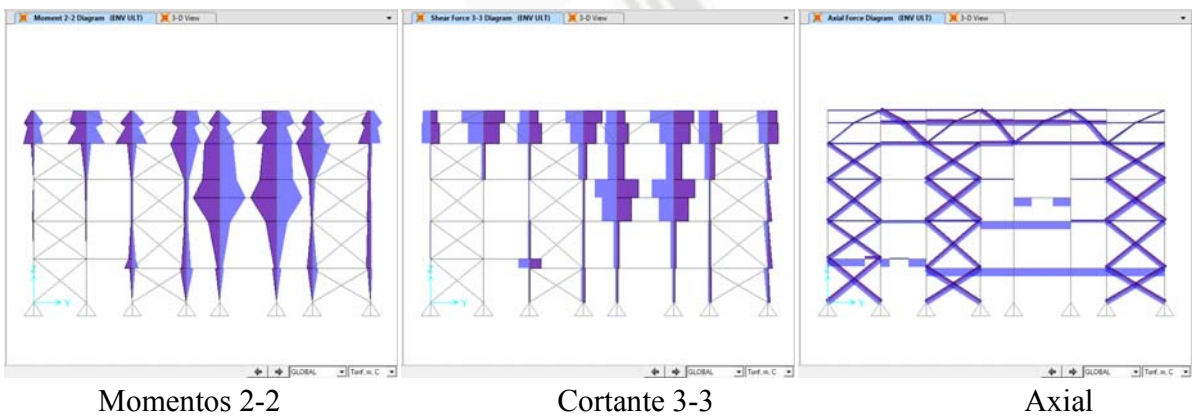 Moment 2-2 Diagram (ENV ULT)
3-D View
Shear Force 3-3 Diagram (ENV ULT)
3-D View
Axial Force Diagram (ENV ULT)
3-D View
Z
Y
Z
Y
Z
Y
GLOBAL
Tonf, m, C
GLOBAL
Tonf, m, C
GLOBAL
Tonf, m, C
Momentos 2-2
Cortante 3-3
Axial